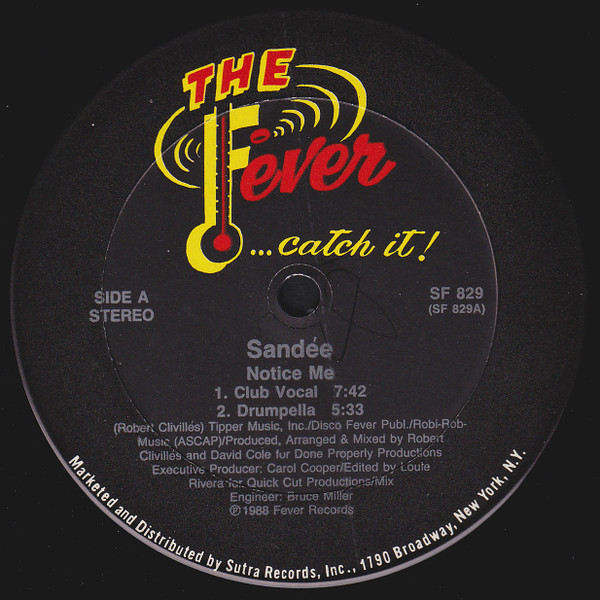 THE
Fever
...catch it!
SIDE A
STEREO
SF 829
(SF 829A)
Sandée
Notice Me
1. Club Vocal 7:42
2. Drumpella 5:33
(Robert Clivillés) Tipper Music, Inc./Disco Fever Publ./Robi-Rob-
Music (ASCAP)/Produced, Arranged & Mixed by Robert
Clivillés and David Cole for Done Properly Productions
Executive Producer: Carol Cooper/Edited by Louie
Rivera for Quick Cut Productions/Mix
Engineer: Bruce Miller
℗1988 Fever Records
Marketed and Distributed by Sutra Records, Inc., 1790 Broadway, New York, N.Y.